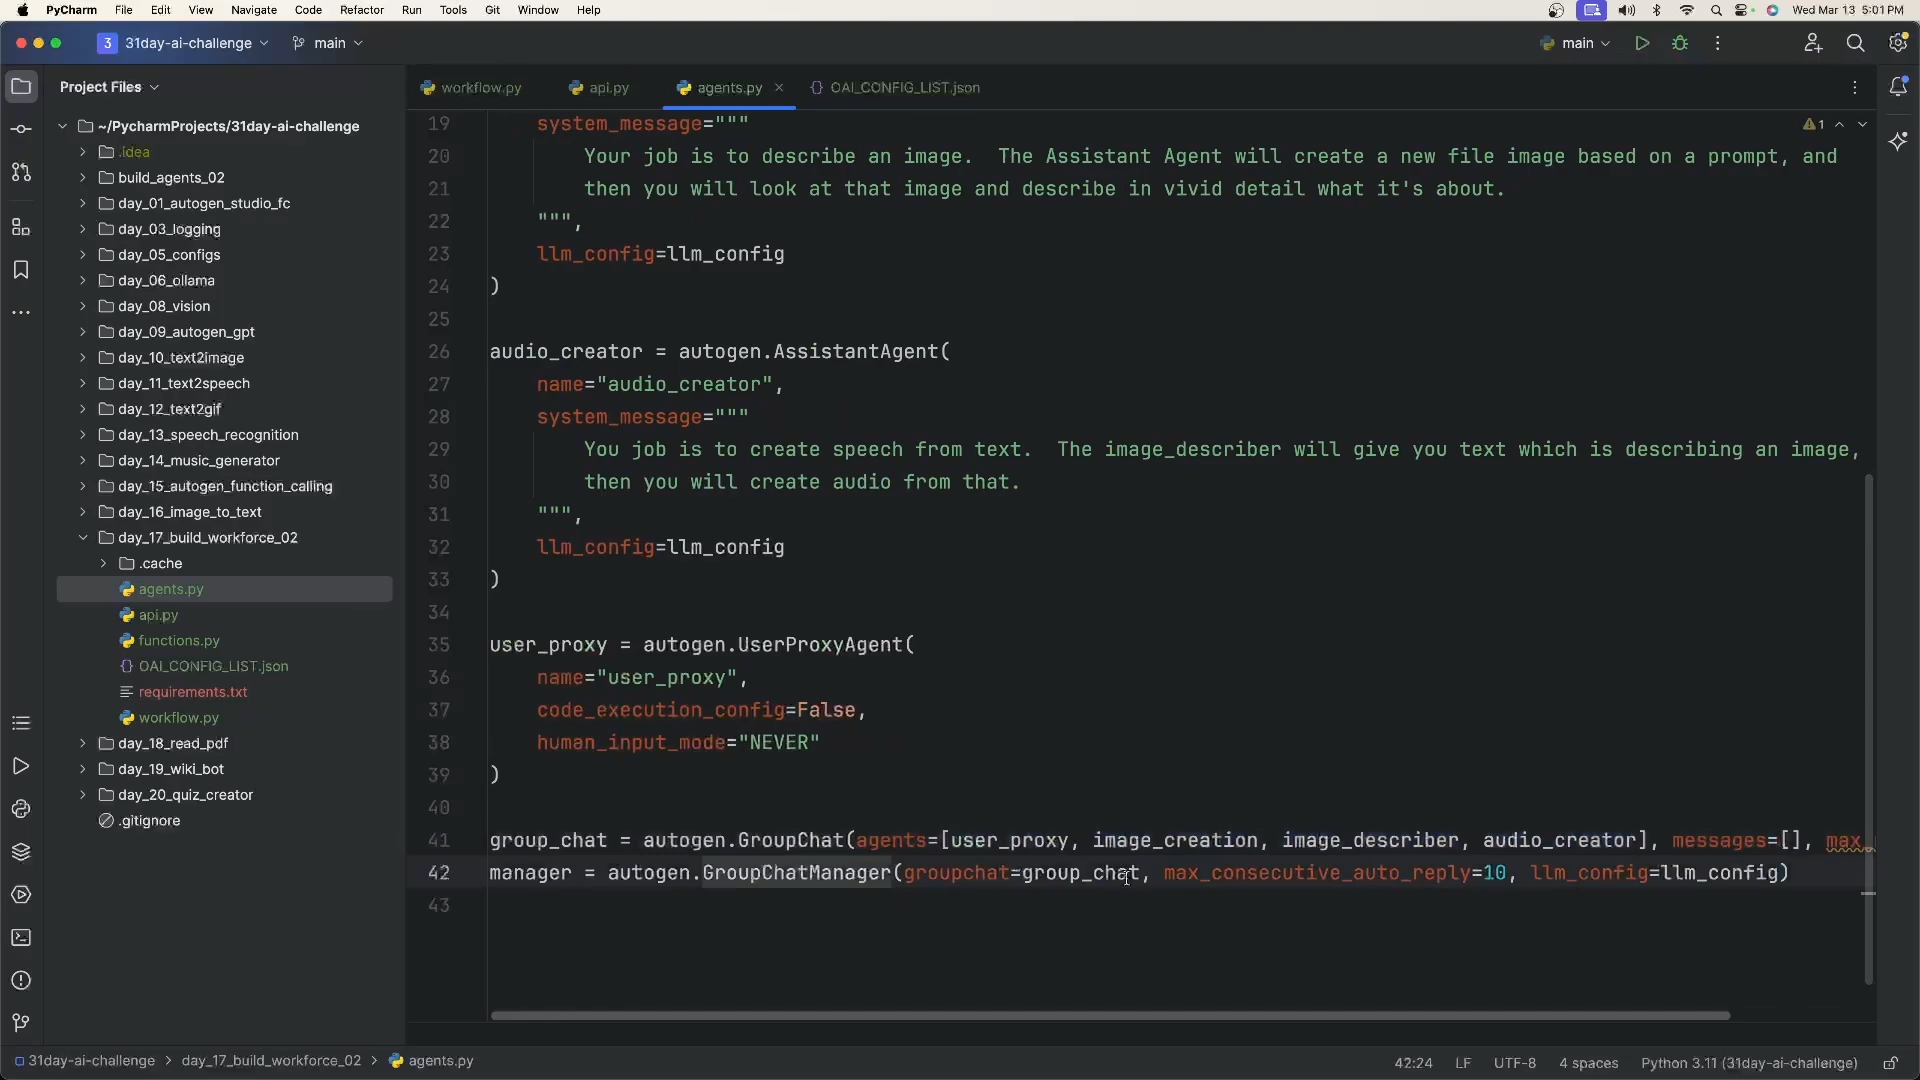 PyCharm File Edit View Navigate Code Refactor Run Tools Git Window Help Wed Mar 13 5:01 PM
3 31day-ai-challenge main main
Project Files
workflow.py api.py agents.py OAI_CONFIG_LIST.json
~/PycharmProjects/31day-ai-challenge
.idea
build_agents_02
day_01_autogen_studio_fc
day_03_logging
day_05_configs
day_06_ollama
day_08_vision
day_09_autogen_gpt
day_10_text2image
day_11_text2speech
day_12_text2gif
day_13_speech_recognition
day_14_music_generator
day_15_autogen_function_calling
day_16_image_to_text
day_17_build_workforce_02
.cache
agents.py
api.py
functions.py
OAI_CONFIG_LIST.json
requirements.txt
workflow.py
day_18_read_pdf
day_19_wiki_bot
day_20_quiz_creator
.gitignore
1
19 system_message="""
20 Your job is to describe an image.  The Assistant Agent will create a new file image based on a prompt, and
21 then you will look at that image and describe in vivid detail what it's about.
22 """,
23 llm_config=llm_config
24 )
25
26 audio_creator = autogen.AssistantAgent(
27 name="audio_creator",
28 system_message="""
29 You job is to create speech from text.  The image_describer will give you text which is describing an image,
30 then you will create audio from that.
31 """,
32 llm_config=llm_config
33 )
34
35 user_proxy = autogen.UserProxyAgent(
36 name="user_proxy",
37 code_execution_config=False,
38 human_input_mode="NEVER"
39 )
40
41 group_chat = autogen.GroupChat(agents=[user_proxy, image_creation, image_describer, audio_creator], messages=[], max_
42 manager = autogen.GroupChatManager(groupchat=group_chat, max_consecutive_auto_reply=10, llm_config=llm_config)
43
31day-ai-challenge > day_17_build_workforce_02 > agents.py 42:24 LF UTF-8 4 spaces Python 3.11 (31day-ai-challenge)